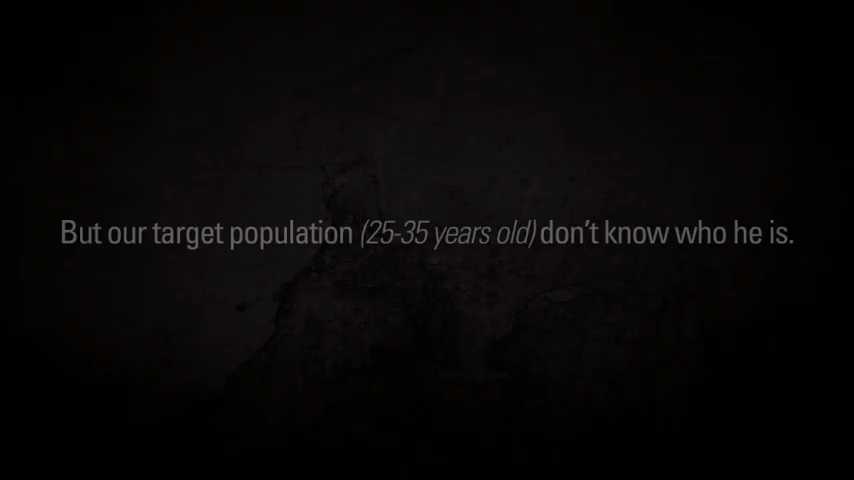 But our target population (25-35 years old) don't know who he is.